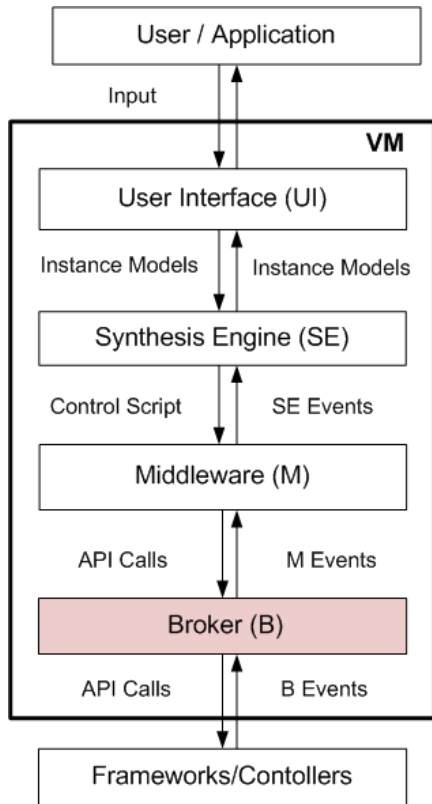 User / Application
Input
VM
User Interface (UI)
Instance Models Instance Models
Synthesis Engine (SE)
Control Script SE Events
Middleware (M)
API Calls M Events
Broker (B)
API Calls B Events
Frameworks/Contollers